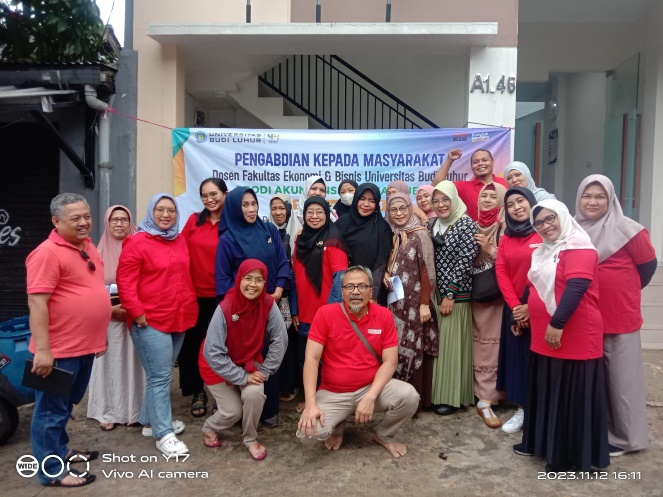 UNIVERSITAS
BUDI LUHUR
PENGABDIAN KEPADA MASYARAKAT
Dosen Fakultas Ekonomi & Bisnis Universitas Budi Luhur
A1.46
WIDE
Shot on Y17
Vivo AI camera
2023.11.12 16:11